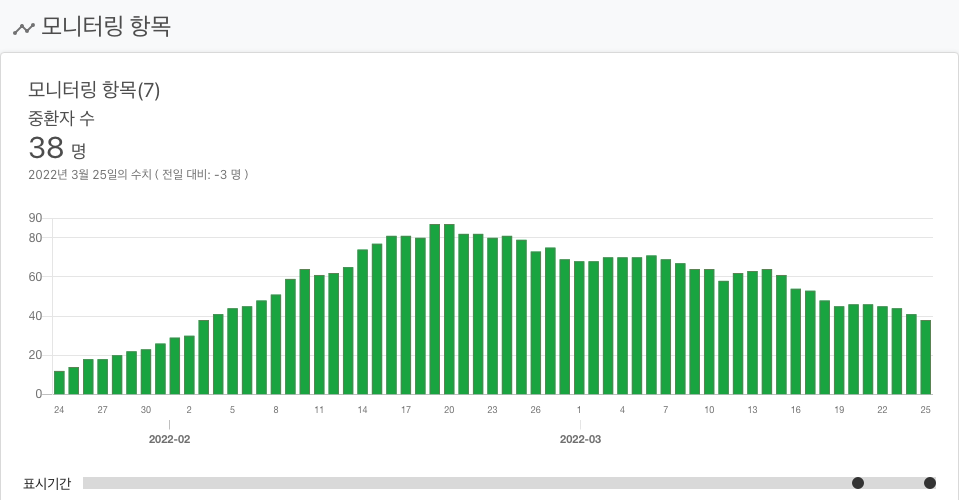 모니터링 항목
모니터링 항목(7)
중환자 수
38 명
2022년 3월 25일의 수치 ( 전일 대비: -3 명 )
90
80
60
40
20
0
24 27 30 2 5 8 11 14 17 20 23 26 1 4 7 10 13 16 19 22 25
2022-02 2022-03
표시기간